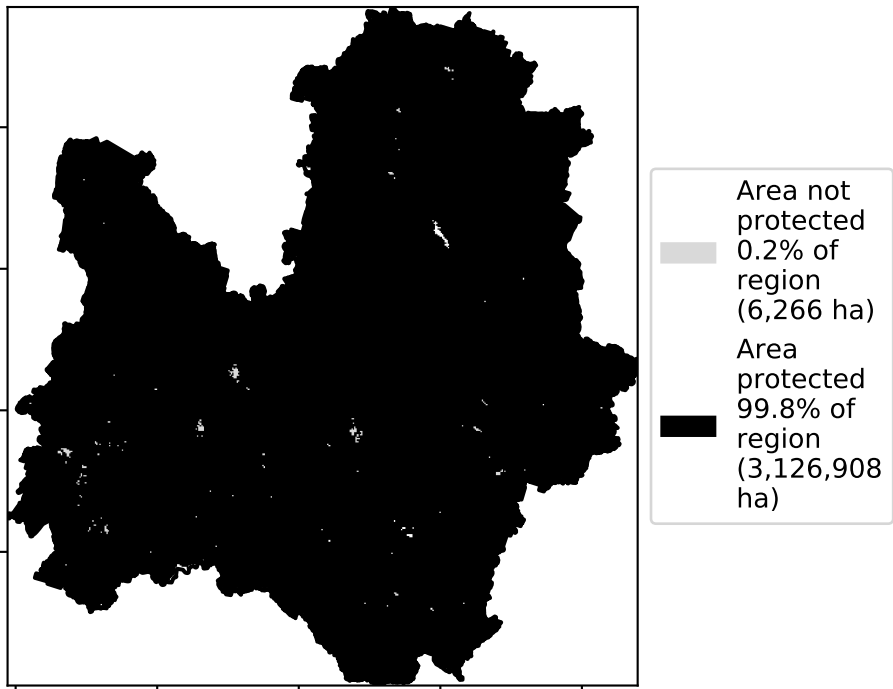 Area not
protected
0.2% of
region
(6,266 ha)
Area
protected
99.8% of
region
(3,126,908
ha)